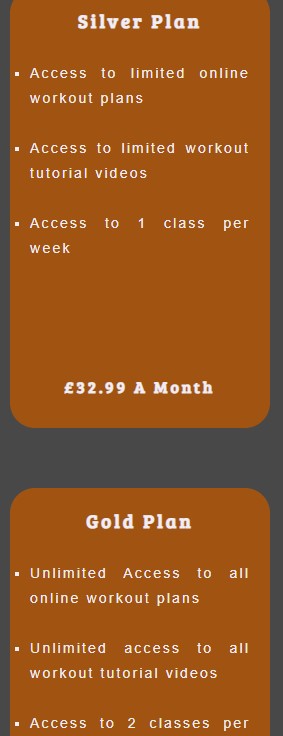 Silver Plan
Access to limited online
workout plans
Access to limited workout
tutorial videos
Access to 1 class per
week
£32.99 A Month
Gold Plan
Unlimited Access to all
online workout plans
Unlimited access to all
workout tutorial videos
Access to 2 classes per